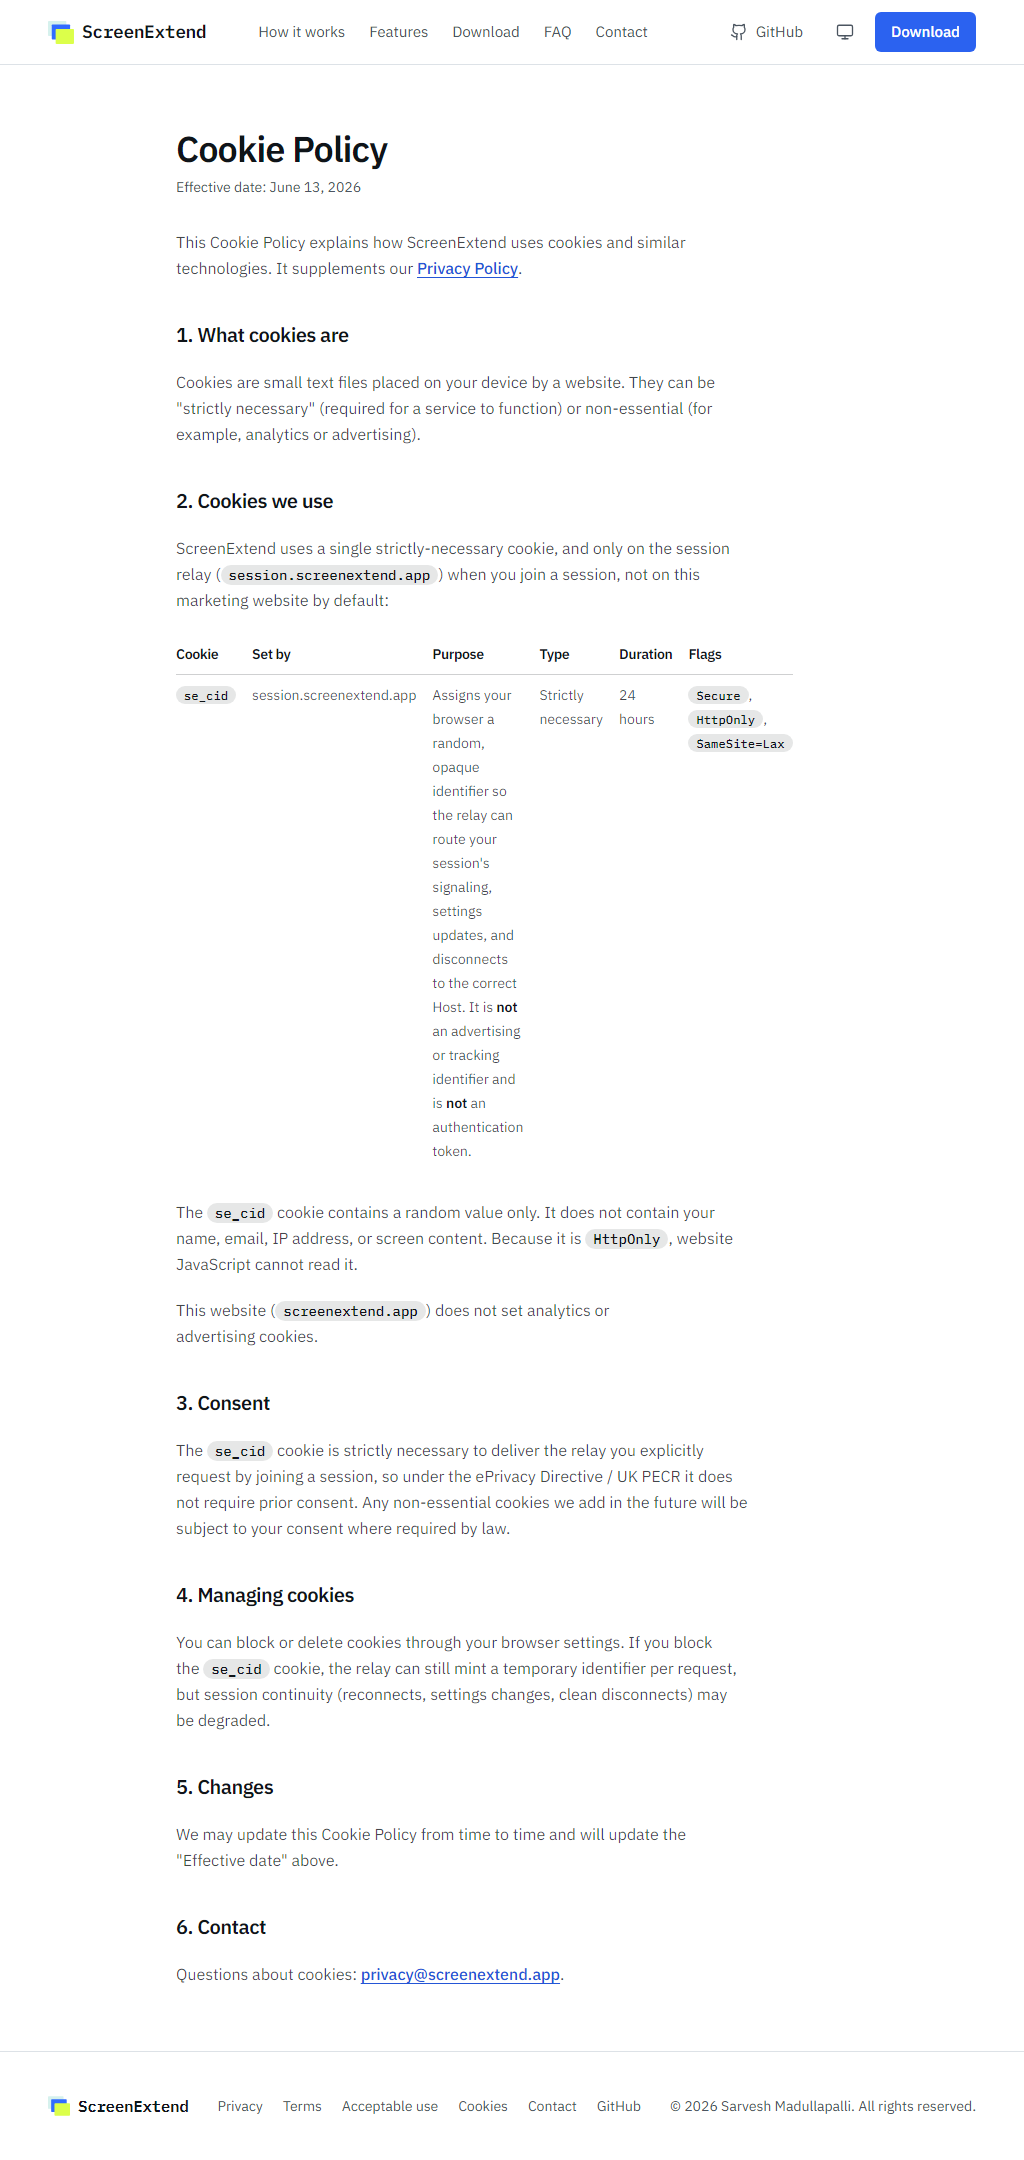 ScreenExtend How it works Features Download FAQ Contact GitHub Download
Cookie Policy
Effective date: June 13, 2026
This Cookie Policy explains how ScreenExtend uses cookies and similar
technologies. It supplements our Privacy Policy.
1. What cookies are
Cookies are small text files placed on your device by a website. They can be
"strictly necessary" (required for a service to function) or non-essential (for
example, analytics or advertising).
2. Cookies we use
ScreenExtend uses a single strictly-necessary cookie, and only on the session
relay (session.screenextend.app) when you join a session, not on this
marketing website by default:
Cookie Set by Purpose Type Duration Flags
se_cid session.screenextend.app Assigns your Strictly 24 Secure,
browser a necessary hours HttpOnly,
random, SameSite=Lax
opaque
identifier so
the relay can
route your
session's
signaling,
settings
updates, and
disconnects
to the correct
Host. It is not
an advertising
or tracking
identifier and
is not an
authentication
token.
The se_cid cookie contains a random value only. It does not contain your
name, email, IP address, or screen content. Because it is HttpOnly, website
JavaScript cannot read it.
This website (screenextend.app) does not set analytics or
advertising cookies.
3. Consent
The se_cid cookie is strictly necessary to deliver the relay you explicitly
request by joining a session, so under the ePrivacy Directive / UK PECR it does
not require prior consent. Any non-essential cookies we add in the future will be
subject to your consent where required by law.
4. Managing cookies
You can block or delete cookies through your browser settings. If you block
the se_cid cookie, the relay can still mint a temporary identifier per request,
but session continuity (reconnects, settings changes, clean disconnects) may
be degraded.
5. Changes
We may update this Cookie Policy from time to time and will update the
"Effective date" above.
6. Contact
Questions about cookies: privacy@screenextend.app.
ScreenExtend Privacy Terms Acceptable use Cookies Contact GitHub © 2026 Sarvesh Madullapalli. All rights reserved.